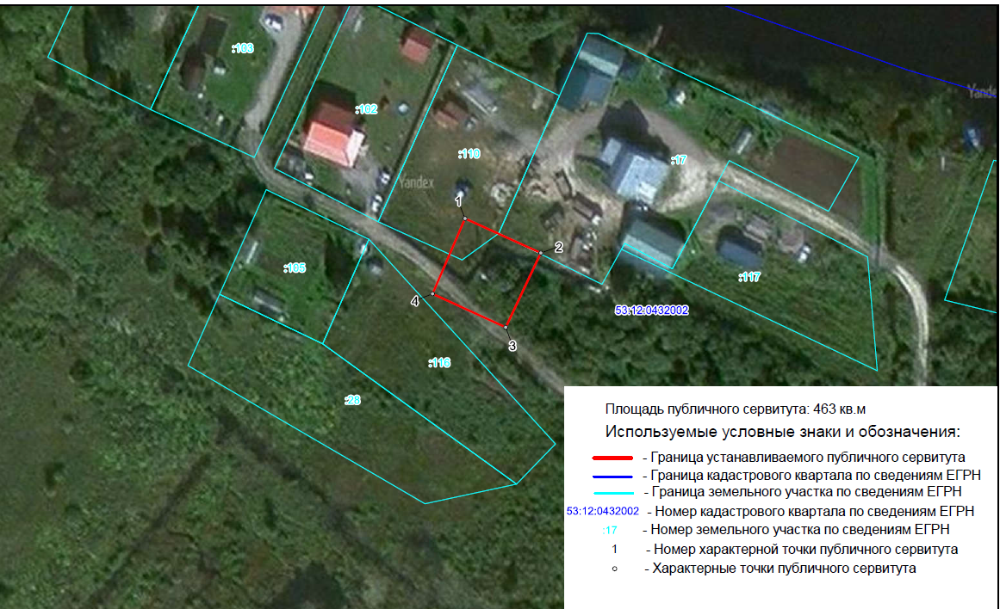 :103
:102
Yandex
:110
:17
Yandex
1
2
:105
:117
4
53:12:0432002
3
:116
:28
Площадь публичного сервитута: 463 кв.м
Используемые условные знаки и обозначения:
- Граница устанавливаемого публичного сервитута
- Граница кадастрового квартала по сведениям ЕГРН
- Граница земельного участка по сведениям ЕГРН
53:12:0432002 - Номер кадастрового квартала по сведениям ЕГРН
:17 - Номер земельного участка по сведениям ЕГРН
1 - Номер характерной точки публичного сервитута
- Характерные точки публичного сервитута